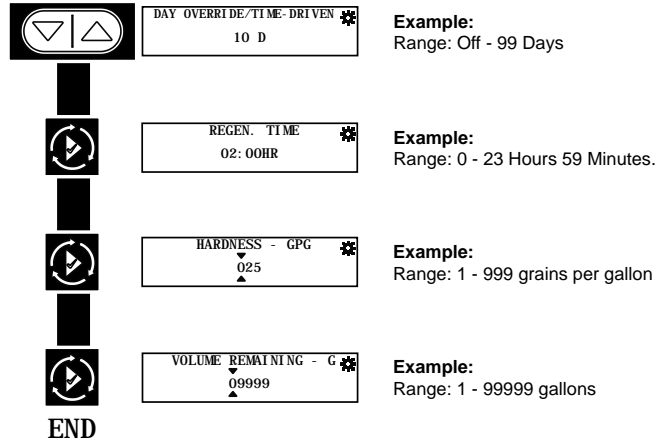 DAY OVERRIDE/TIME-DRIVEN
10 D
Example:
Range: Off - 99 Days
REGEN. TIME
02:00HR
Example:
Range: 0 - 23 Hours 59 Minutes.
HARDNESS - GPG
025
Example:
Range: 1 - 999 grains per gallon
VOLUME REMAINING - G
09999
Example:
Range: 1 - 99999 gallons
END